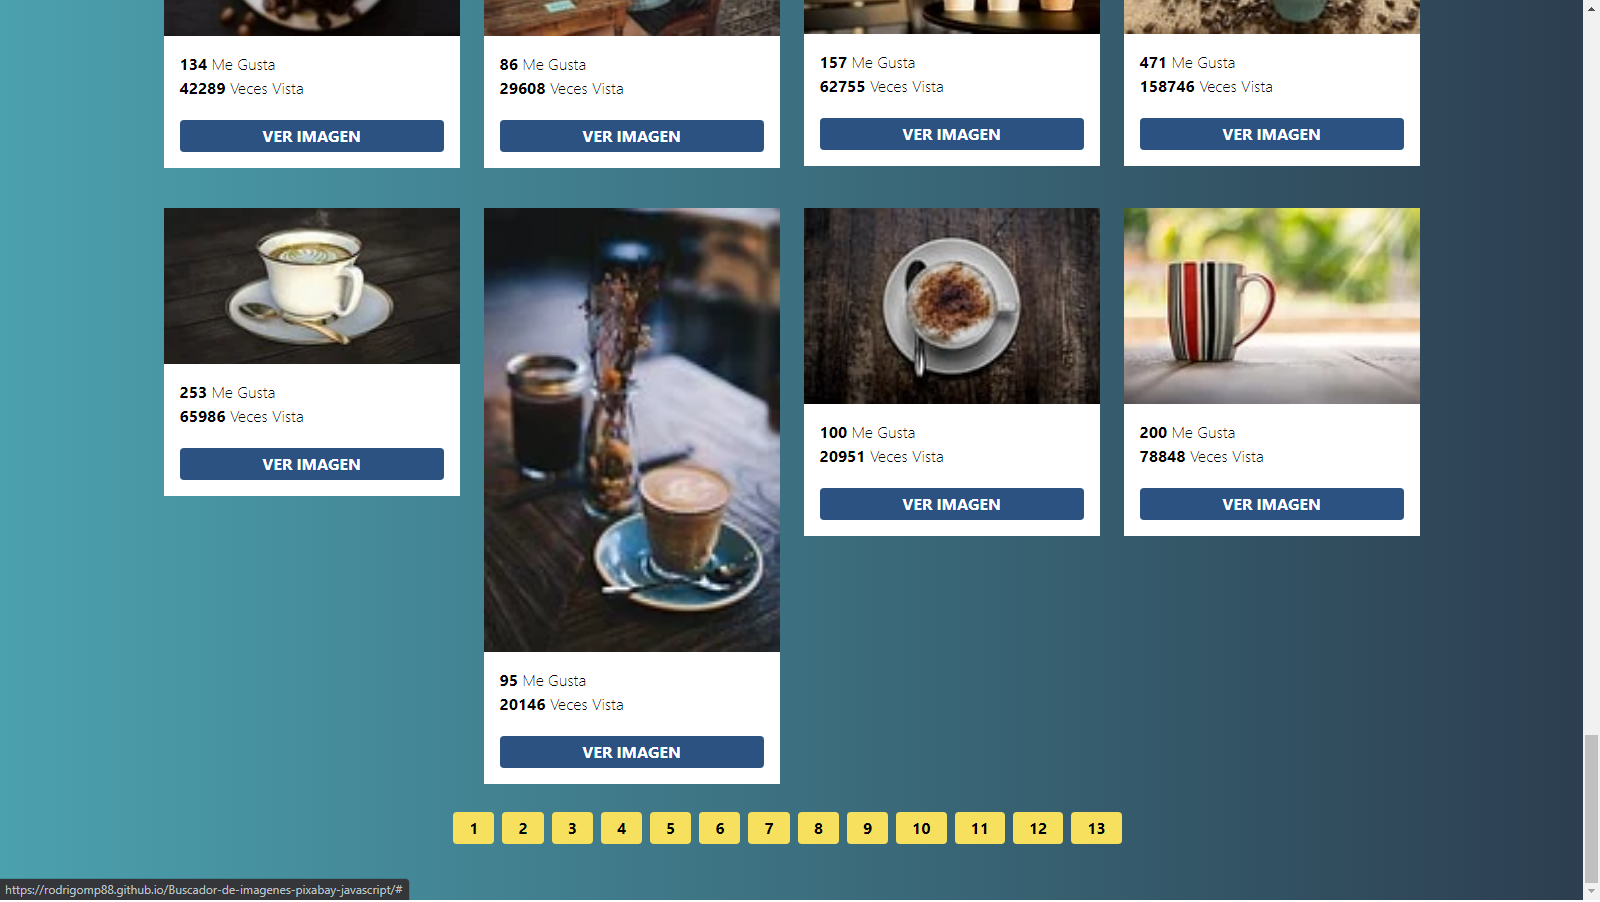 134 Me Gusta
42289 Veces Vista
VER IMAGEN
86 Me Gusta
29608 Veces Vista
VER IMAGEN
157 Me Gusta
62755 Veces Vista
VER IMAGEN
471 Me Gusta
158746 Veces Vista
VER IMAGEN
253 Me Gusta
65986 Veces Vista
VER IMAGEN
95 Me Gusta
20146 Veces Vista
VER IMAGEN
100 Me Gusta
20951 Veces Vista
VER IMAGEN
200 Me Gusta
78848 Veces Vista
VER IMAGEN
1 2 3 4 5 6 7 8 9 10 11 12 13
https://rodrigomp88.github.io/Buscador-de-imagenes-pixabay-javascript/#